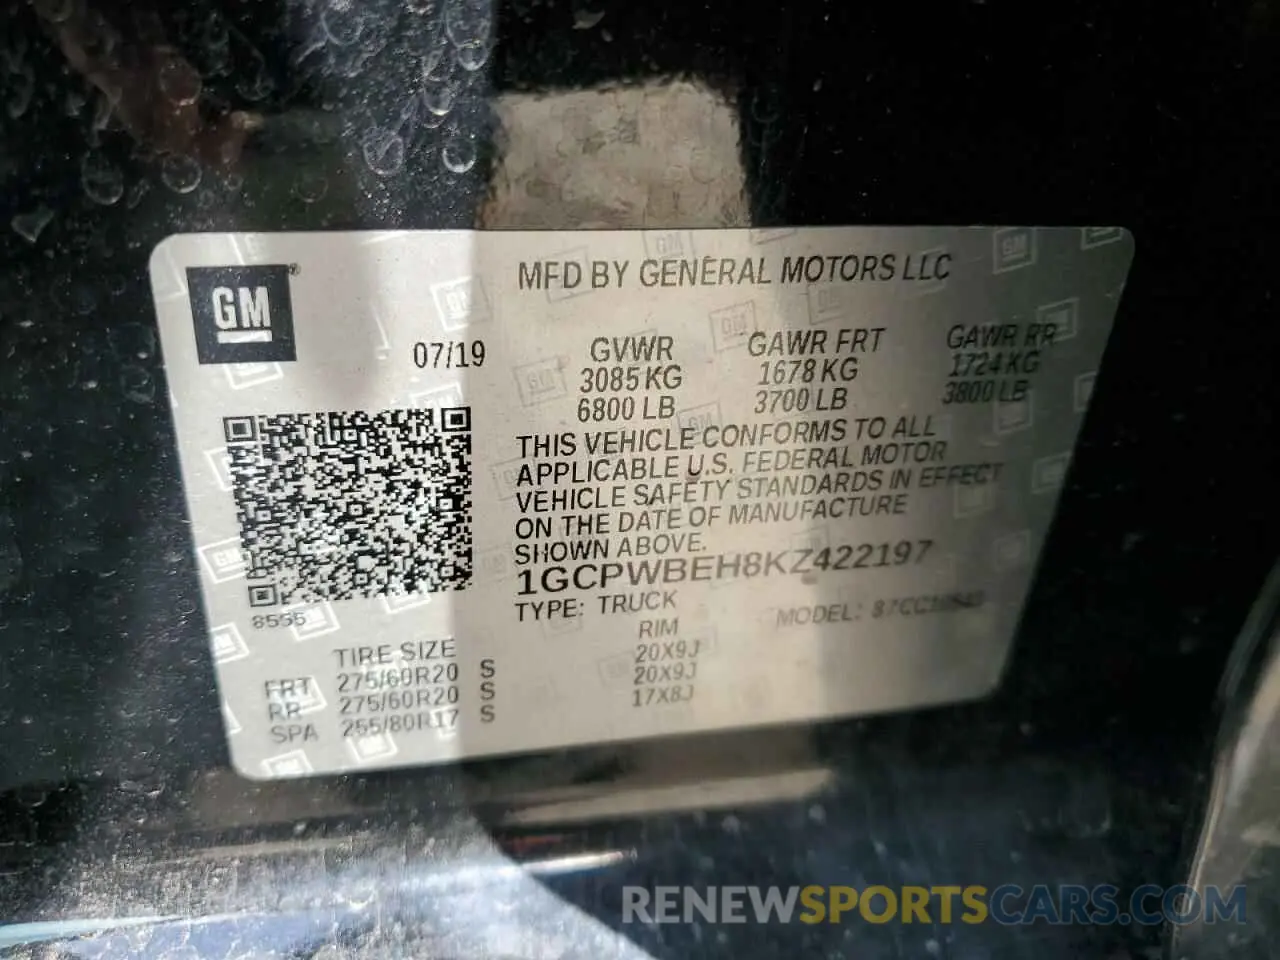 GM
MFD BY GENERAL MOTORS LLC
07/19
GVWR GAWR FRT GAWR RR
3085 KG 1678 KG 1724 KG
6800 LB 3700 LB 3800 LB
THIS VEHICLE CONFORMS TO ALL
APPLICABLE U.S. FEDERAL MOTOR
VEHICLE SAFETY STANDARDS IN EFFECT
ON THE DATE OF MANUFACTURE
SHOWN ABOVE.
1GCPWBEH8KZ422197
TYPE: TRUCK MODEL:
8555
TIRE SIZE RIM
FRT 275/60R20 S 20X9J
RR 275/60R20 S 20X9J
SPA 255/80R17 S 17X8J
RENEWSPORTSCARS.COM